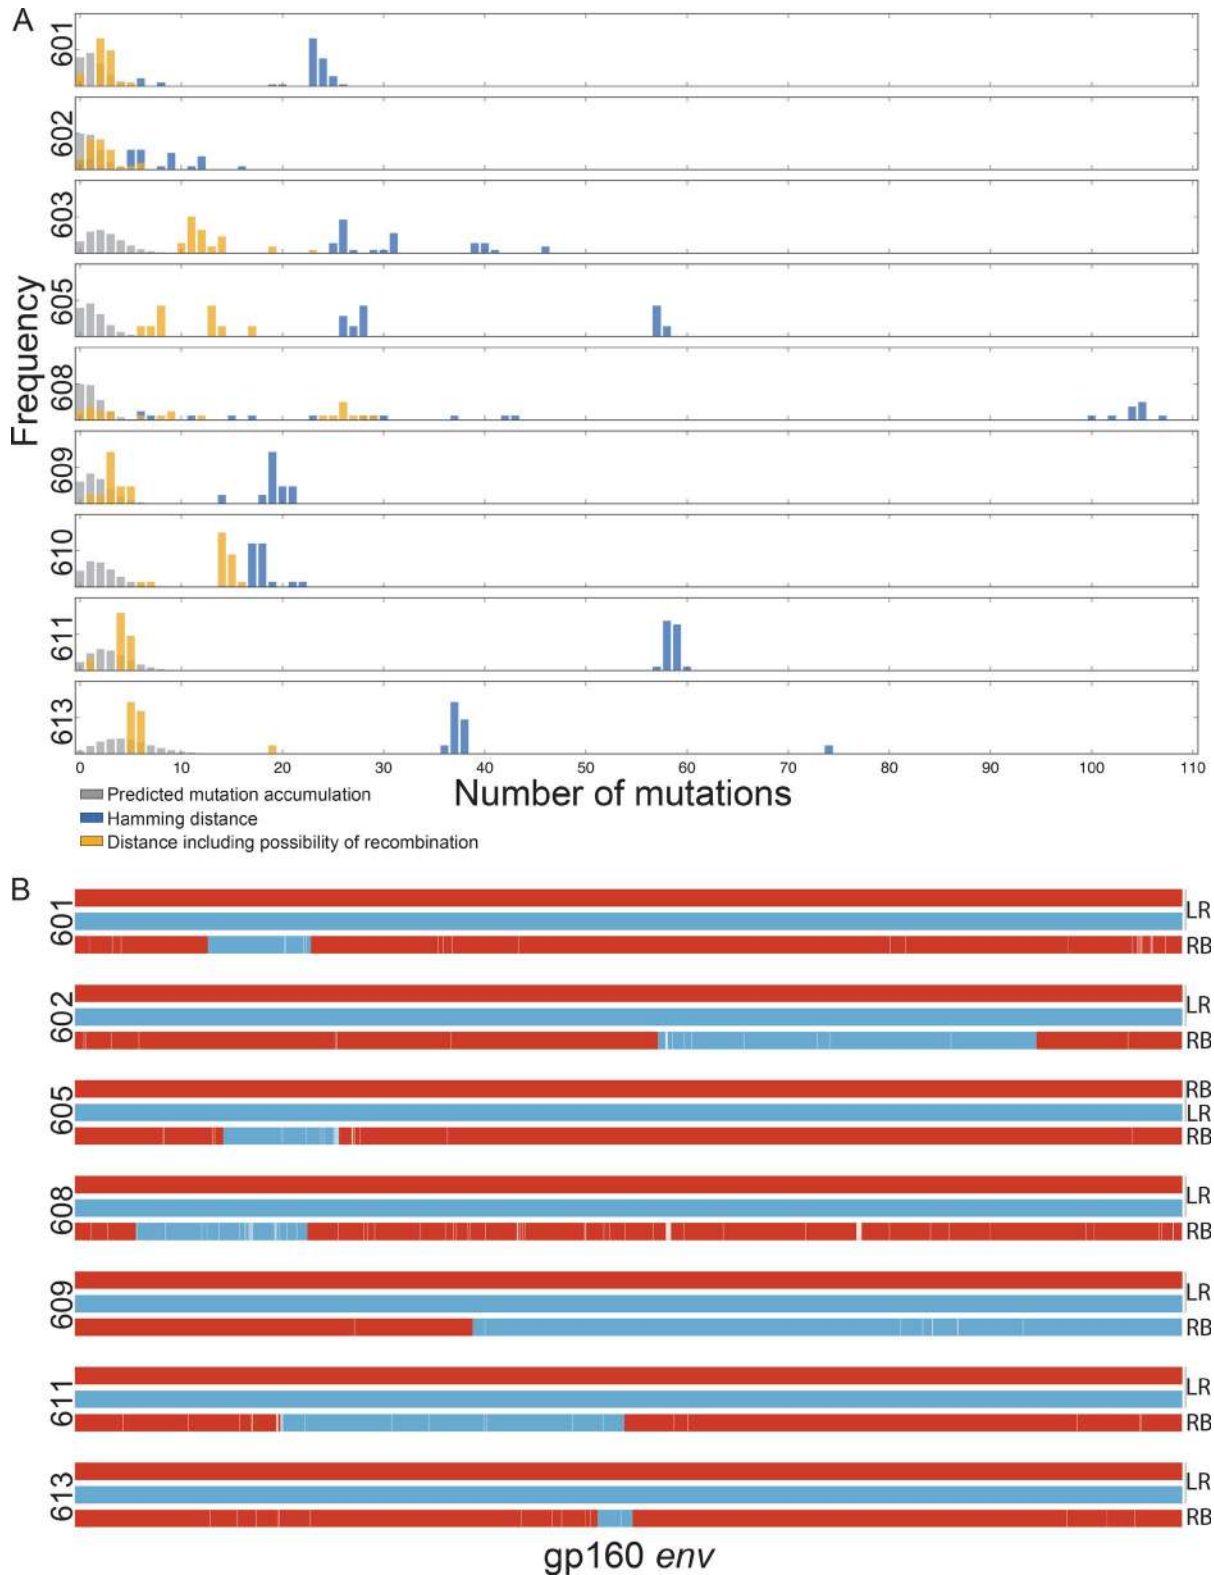 A
601
602
603
605
608
609
610
611
613
Frequency
0 10 20 30 40 50 60 70 80 90 100 110
Number of mutations
Predicted mutation accumulation
Hamming distance
Distance including possibility of recombination
B
601
LR
RB
602
LR
RB
605
RB
LR
RB
608
LR
RB
609
LR
RB
611
LR
RB
613
LR
RB
gp160 env